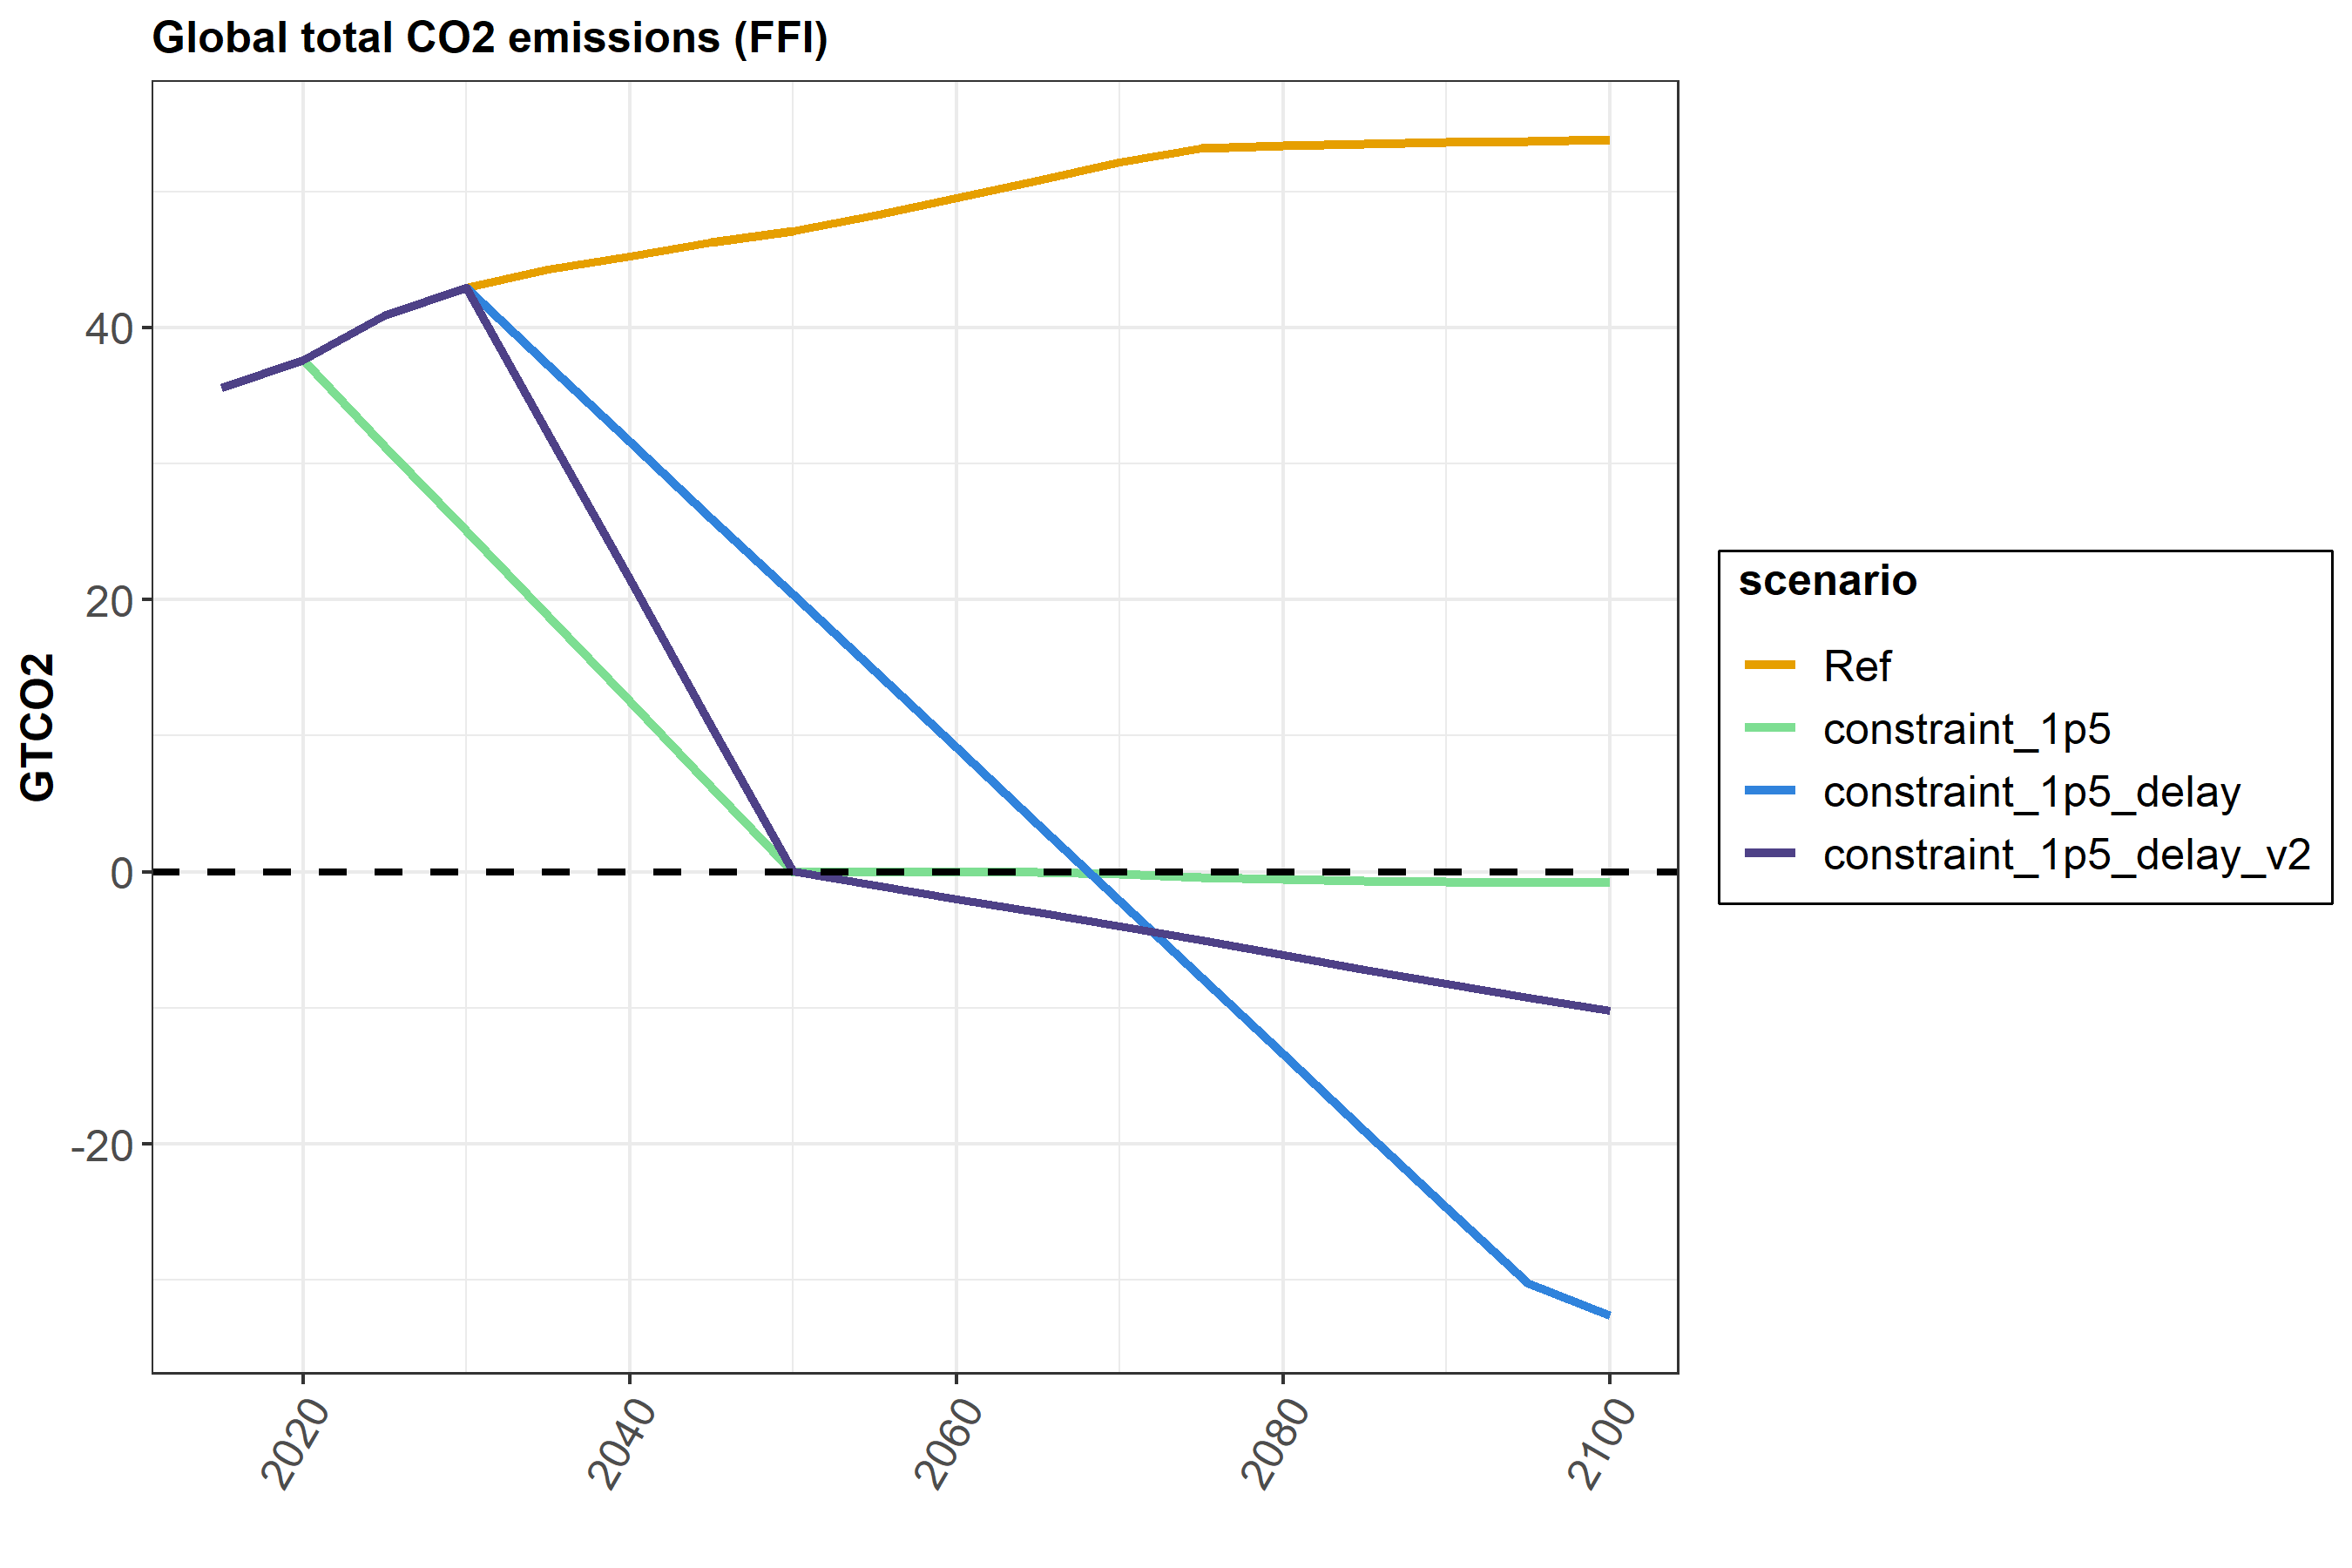 Global total CO2 emissions (FFI)
GTCO2
40
20
0
-20
2020
2040
2060
2080
2100
scenario
Ref
constraint_1p5
constraint_1p5_delay
constraint_1p5_delay_v2